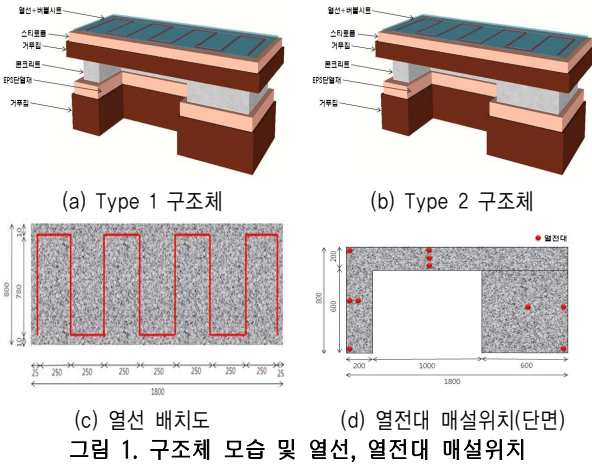 열선+버블시트
스티로폼
거푸집
콘크리트
EPS단열재
거푸집
(a) Type 1 구조체
열선+버블시트
스티로폼
거푸집
콘크리트
EPS단열재
거푸집
(b) Type 2 구조체
10
800
780
10
25 250 250 250 250 250 250 250 25
1800
(c) 열선 배치도
열전대
200
800
600
200 1000 600
1800
(d) 열전대 매설위치(단면)
그림 1. 구조체 모습 및 열선, 열전대 매설위치